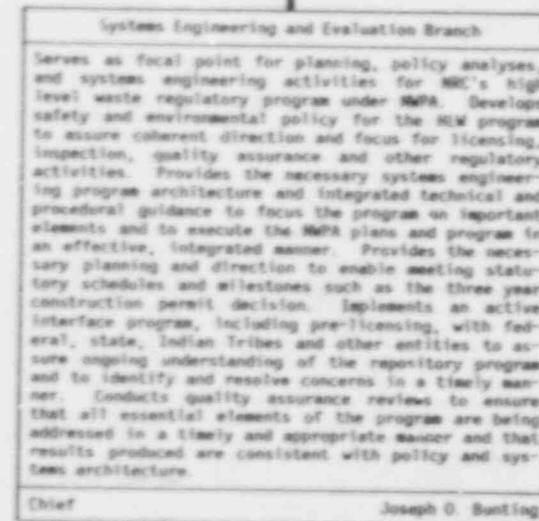 Systems Engineering and Evaluation Branch
Serves as focal point for planning, policy analyses,
and systems engineering activities for NRC's high
level waste regulatory program under NWPA. Develops
safety and environmental policy for the HLW program
to assure coherent direction and focus for licensing,
inspection, quality assurance and other regulatory
activities. Provides the necessary systems engineer-
ing program architecture and integrated technical and
procedural guidance to focus the program on important
elements and to execute the NWPA plans and program in
an effective, integrated manner. Provides the neces-
sary planning and direction to enable meeting statu-
tory schedules and milestones such as the three year
construction permit decision. Implements an active
interface program, including pre-licensing, with fed-
eral, state, Indian Tribes and other entities to as-
sure ongoing understanding of the repository program
and to identify and resolve concerns in a timely man-
ner. Conducts quality assurance reviews to ensure
that all essential elements of the program are being
addressed in a timely and appropriate manner and that
results produced are consistent with policy and sys-
tems architecture.
Chief Joseph O. Bunting